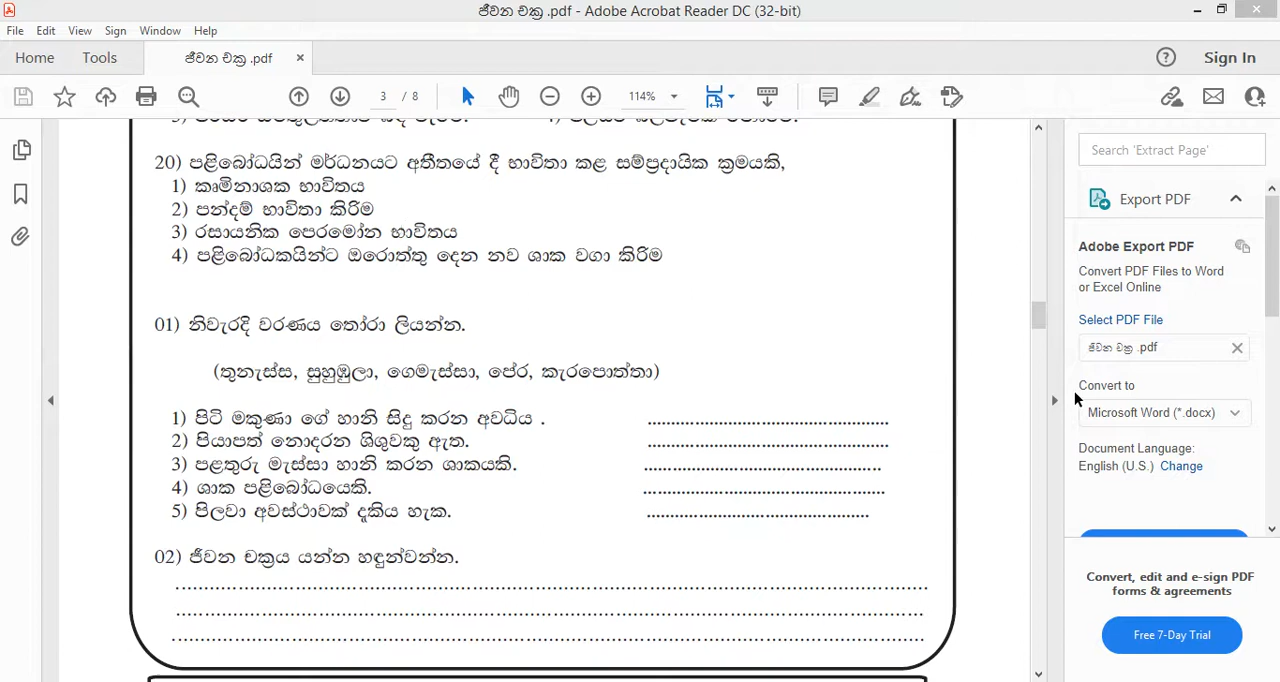 ජීවන චක්‍ර .pdf - Adobe Acrobat Reader DC (32-bit)
File Edit View Sign Window Help
Home Tools ජීවන චක්‍ර .pdf × Sign In
3 / 8 114%
20) පළිබෝධයින් මර්ධනයට අතීතයේ දී භාවිතා කළ සම්ප්‍රදායික ක්‍රමයකි,
1) කෘමිනාශක භාවිතය
2) පන්දම් භාවිතා කිරිම
3) රසායනික පෙරමෝන භාවිතය
4) පළිබෝධකයින්ට ඔරොත්තු දෙන නව ශාක වගා කිරිම
01) නිවැරදි වරණය තෝරා ලියන්න.
(තුනැස්ස, සුහුඹුලා, ගෙමැස්සා, පේර, කැරපොත්තා)
1) පිටි මකුණා ගේ හානි සිදු කරන අවධිය . ................................................
2) පියාපත් නොදරන ශිශුවකු ඇත. ................................................
3) පළතුරු මැස්සා හානි කරන ශාකයකි. ................................................
4) ශාක පළිබෝධයෙකි. ................................................
5) පිලවා අවස්ථාවක් දැකිය හැක. ............................................
02) ජීවන චක්‍රය යන්න හඳුන්වන්න.
................................................................................
................................................................................
................................................................................
Search 'Extract Page'
Export PDF
Adobe Export PDF
Convert PDF Files to Word
or Excel Online
Select PDF File
ජීවන චක්‍ර .pdf
Convert to
Microsoft Word (*.docx)
Document Language:
English (U.S.) Change
Convert, edit and e-sign PDF
forms & agreements
Free 7-Day Trial